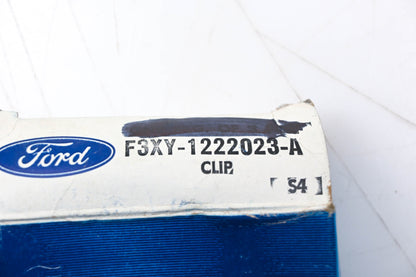 Ford
F3XY-1222023-A
CLIP
[ S4 ]